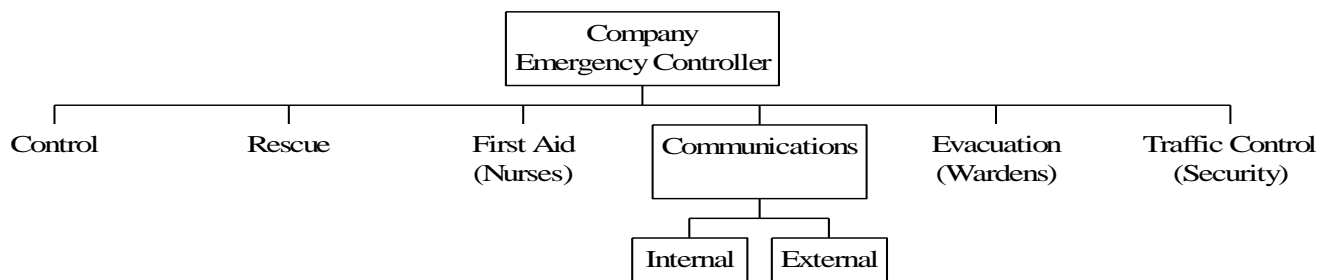 Company
Emergency Controller
Control
Rescue
First Aid
(Nurses)
Communications
Evacuation
(Wardens)
Traffic Control
(Security)
Internal
External